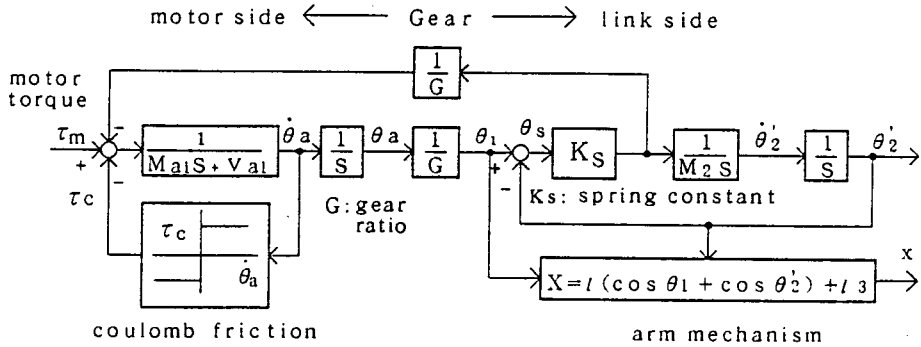 motor side ← Gear → link side
1/G
motor torque
τm + − −
1/(Ma1S+Va1)
θ̇a
1/S
θa
1/G
θ1 + −
θs
KS
1/(M2S)
θ̇'2
1/S
θ'2
τc
G: gear ratio
Ks: spring constant
τc
θ̇a
x
X=l(cos θ1+cos θ'2)+l3
coulomb friction
arm mechanism